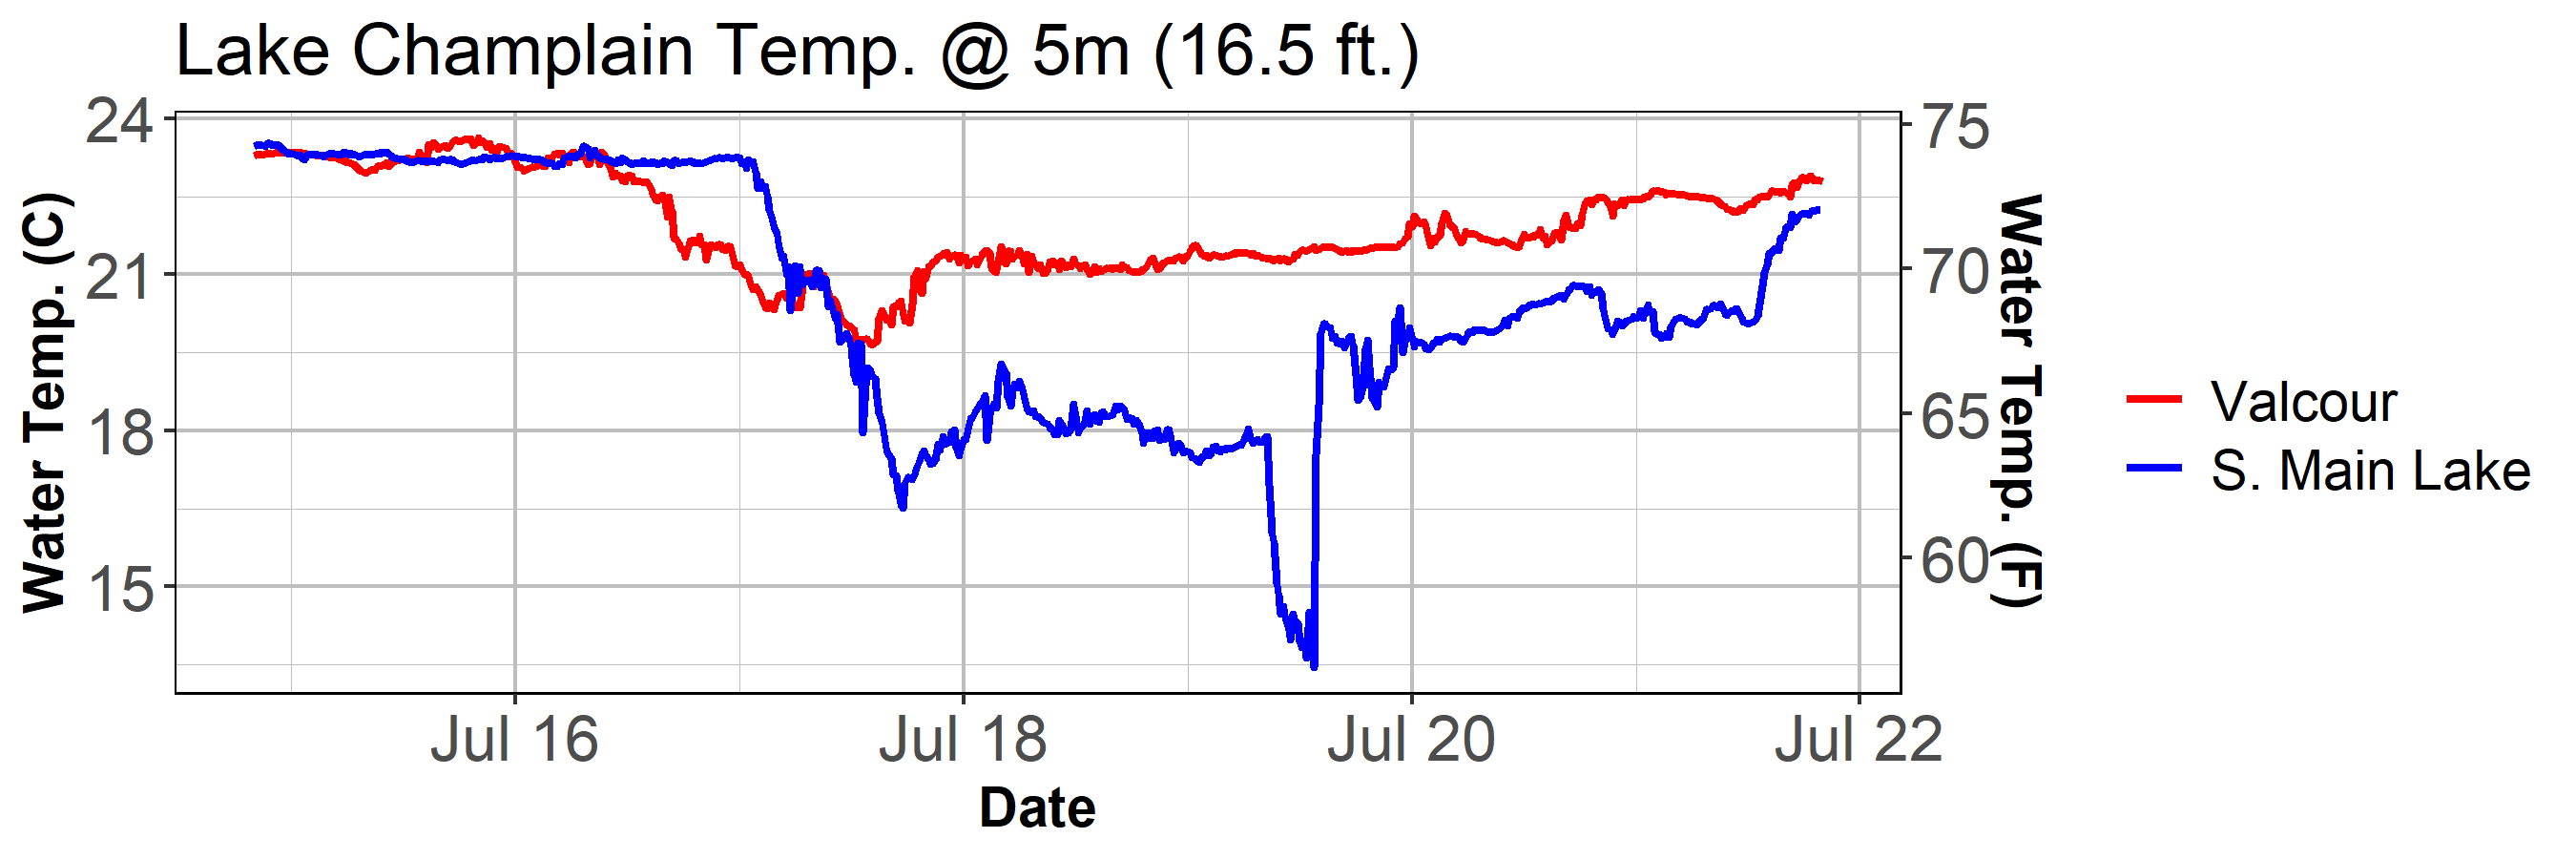 Lake Champlain Temp. @ 5m (16.5 ft.)
Water Temp. (C)
24
21
18
15
75
70
65
60
Water Temp. (F)
Jul 16
Jul 18
Jul 20
Jul 22
Date
Valcour
S. Main Lake